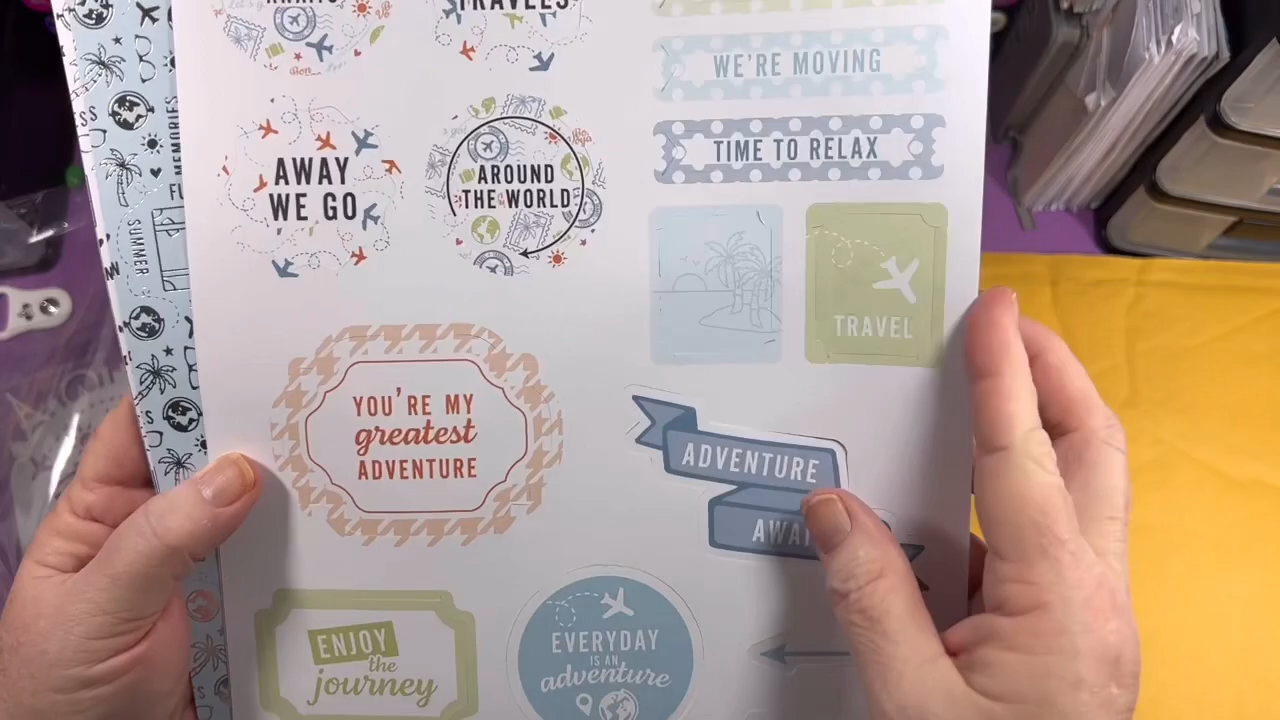 TRAVELS
WE'RE MOVING
TIME TO RELAX
AWAY
WE GO
AROUND
THE WORLD
TRAVEL
YOU'RE MY
greatest
ADVENTURE
ADVENTURE
ENJOY
the
journey
EVERYDAY
IS AN
adventure
MEMORIES
SUMMER